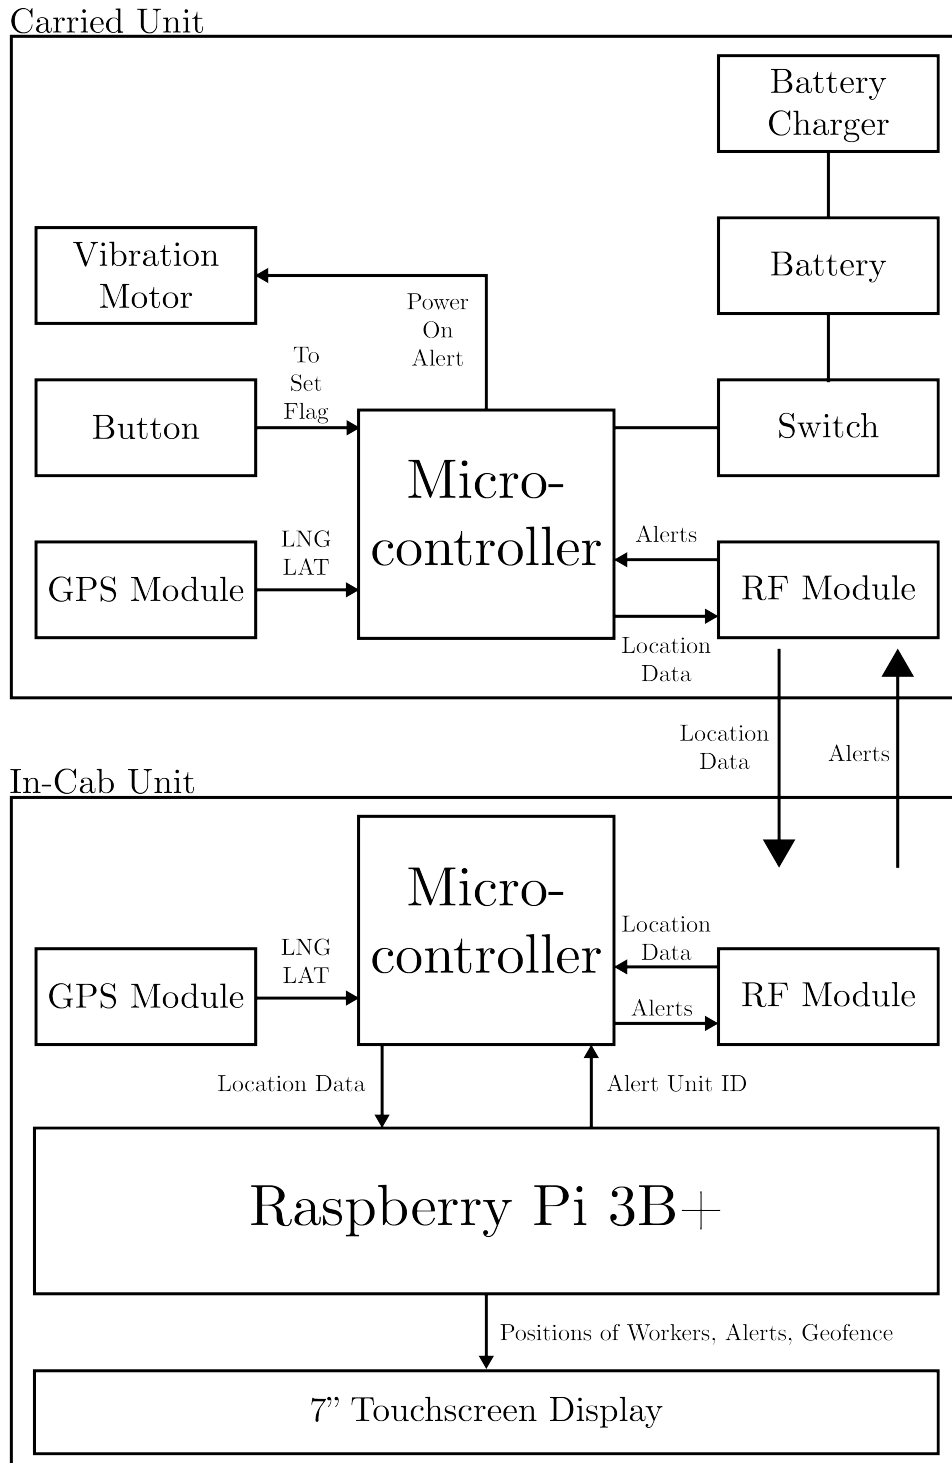 Carried Unit
Battery
Charger
Vibration
Motor
Battery
Power
On
Alert
To
Set
Flag
Button
Switch
Micro-
controller
LNG
LAT
GPS Module
Alerts
RF Module
Location
Data
Location
Data
Alerts
In-Cab Unit
Micro-
controller
LNG
LAT
GPS Module
Location
Data
Alerts
RF Module
Location Data
Alert Unit ID
Raspberry Pi 3B+
Positions of Workers, Alerts, Geofence
7” Touchscreen Display